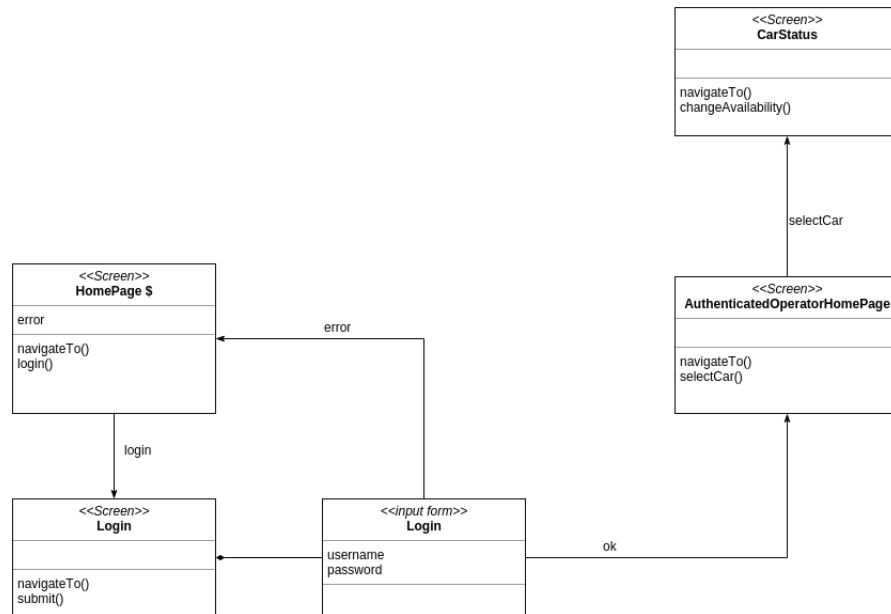 <<Screen>>
CarStatus
navigateTo()
changeAvailability()
selectCar
<<Screen>>
HomePage $
error
navigateTo()
login()
error
<<Screen>>
AuthenticatedOperatorHomePage
navigateTo()
selectCar()
login
<<Screen>>
Login
navigateTo()
submit()
<<input form>>
Login
username
password
ok